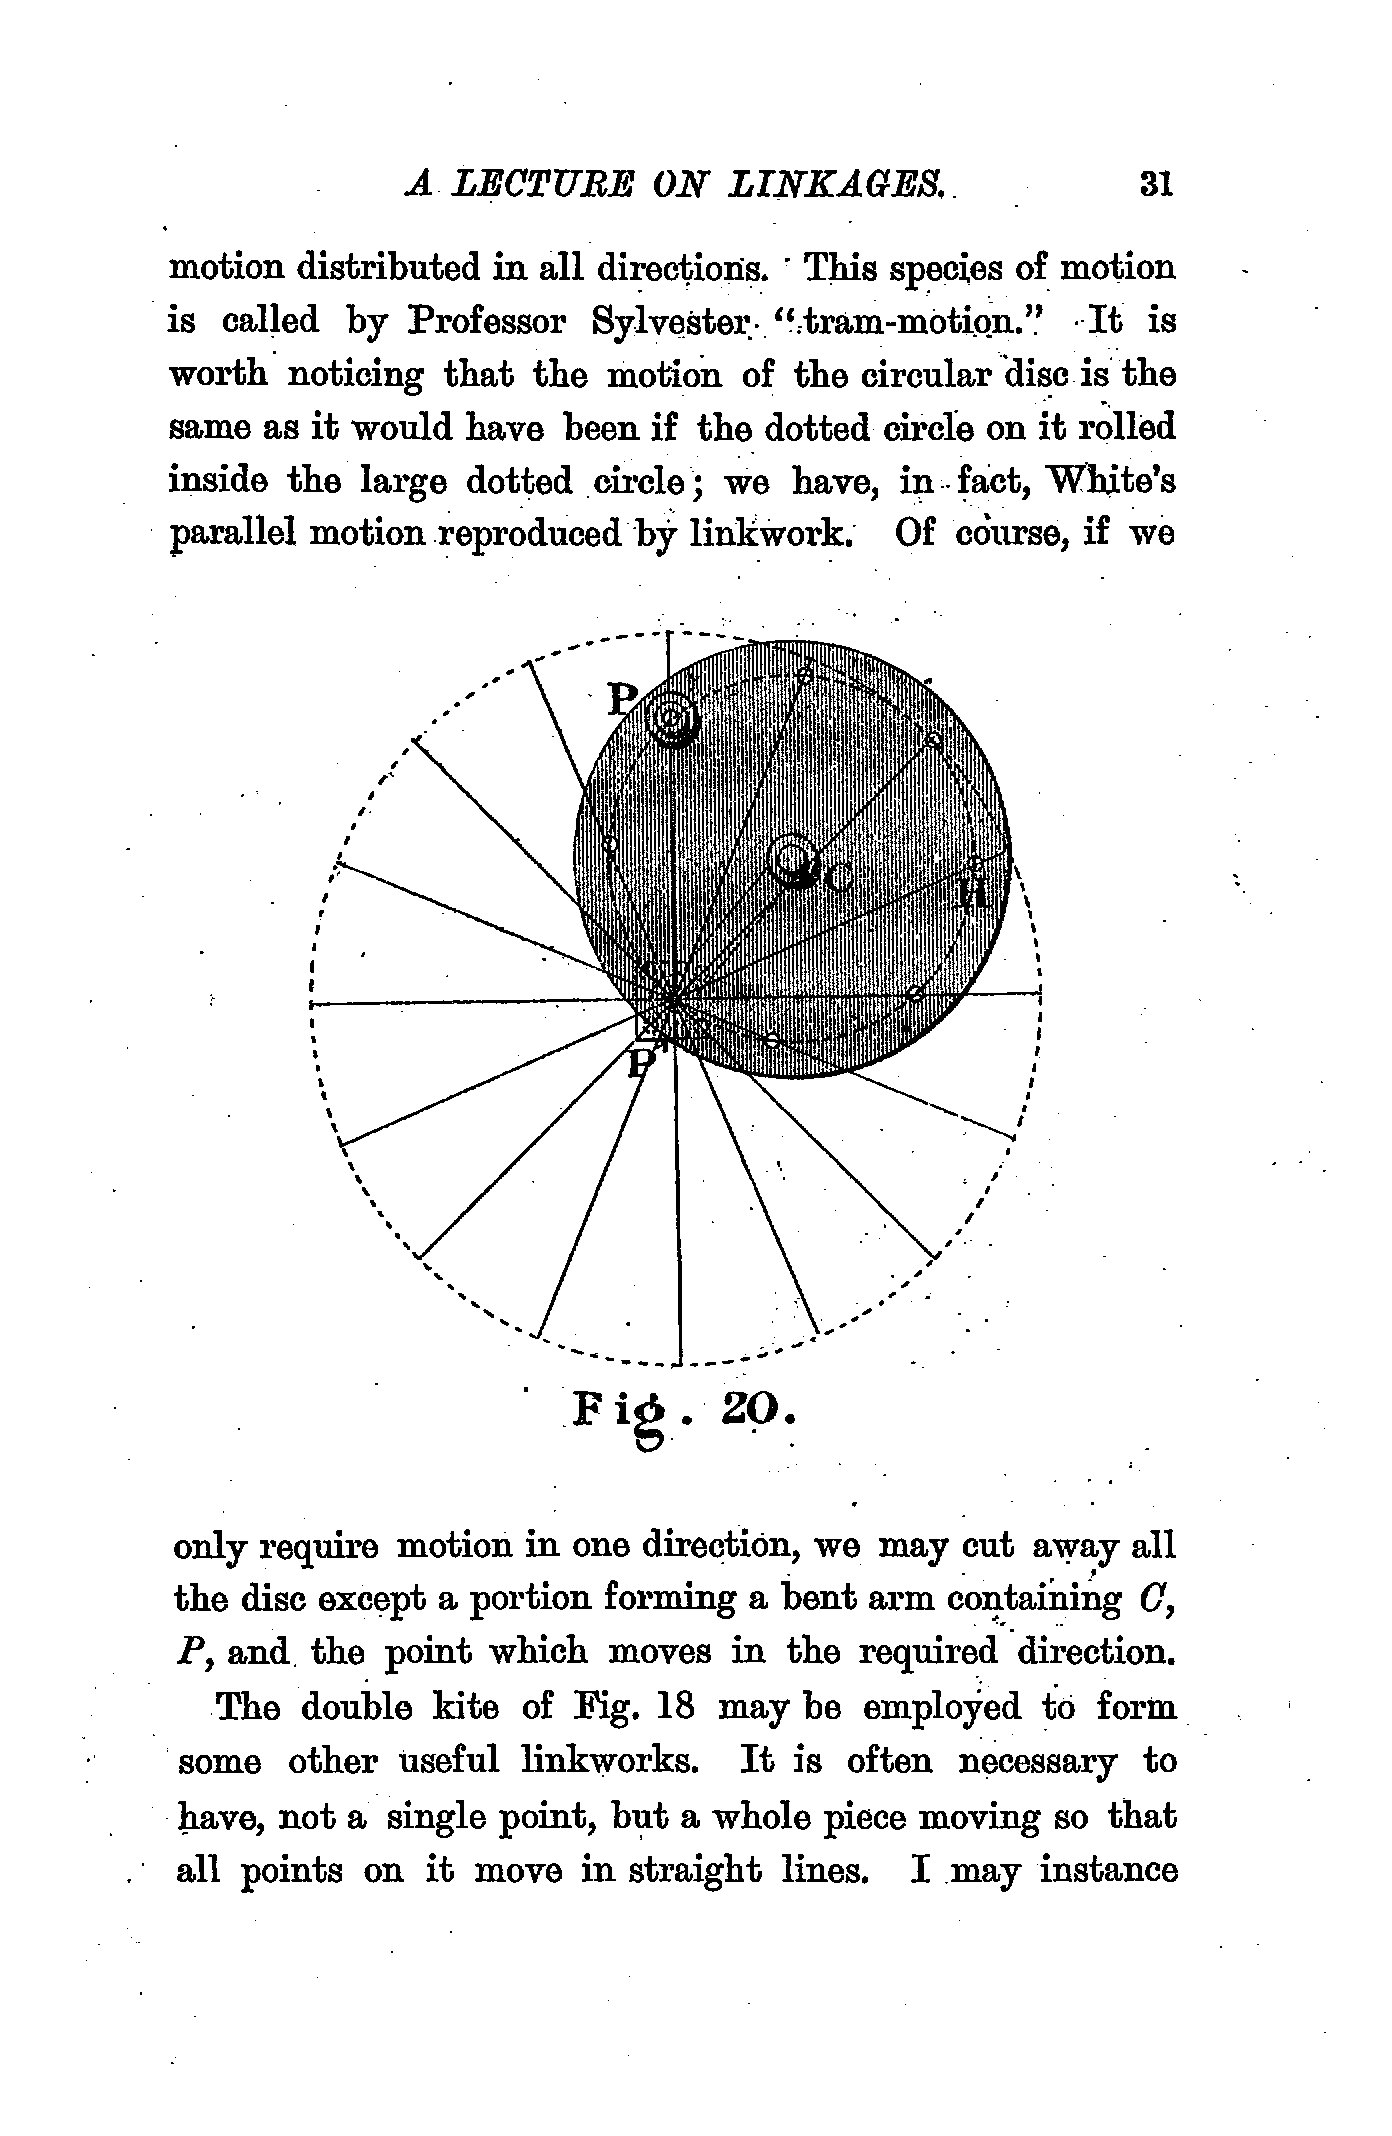 A LECTURE ON LINKAGES. 31
motion distributed in all directions. This species of motion
is called by Professor Sylvester "tram-motion." It is
worth noticing that the motion of the circular disc is the
same as it would have been if the dotted circle on it rolled
inside the large dotted circle; we have, in fact, White's
parallel motion reproduced by linkwork. Of course, if we
P
C
H
P'
Fig. 20.
only require motion in one direction, we may cut away all
the disc except a portion forming a bent arm containing C,
P, and the point which moves in the required direction.
The double kite of Fig. 18 may be employed to form
some other useful linkworks. It is often necessary to
have, not a single point, but a whole piece moving so that
all points on it move in straight lines. I may instance